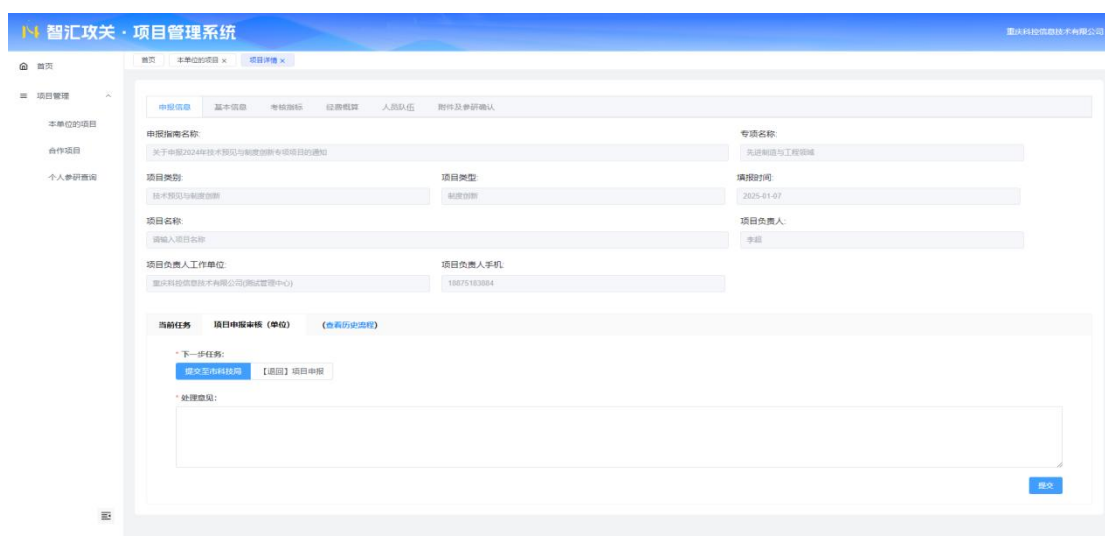 智汇攻关·项目管理系统
重庆科控信息技术有限公司
首页
首页 本单位的项目 × 项目详情 ×
项目管理
本单位的项目
合作项目
个人参研查询
申报信息 基本信息 考核指标 经费概算 人员队伍 附件及参研确认
申报指南名称: 专项名称:
关于申报2024年技术预见与制度创新专项项目的通知 先进制造与工程领域
项目类别: 项目类型: 填报时间:
技术预见与制度创新 制度创新 2025-01-07
项目名称: 项目负责人:
请输入项目名称 李超
项目负责人工作单位: 项目负责人手机:
重庆科控信息技术有限公司(测试管理中心) 18875183884
当前任务 项目申报审核(单位) (查看历史流程)
* 下一步任务:
提交至市科技局 【退回】项目申报
* 处理意见:
提交